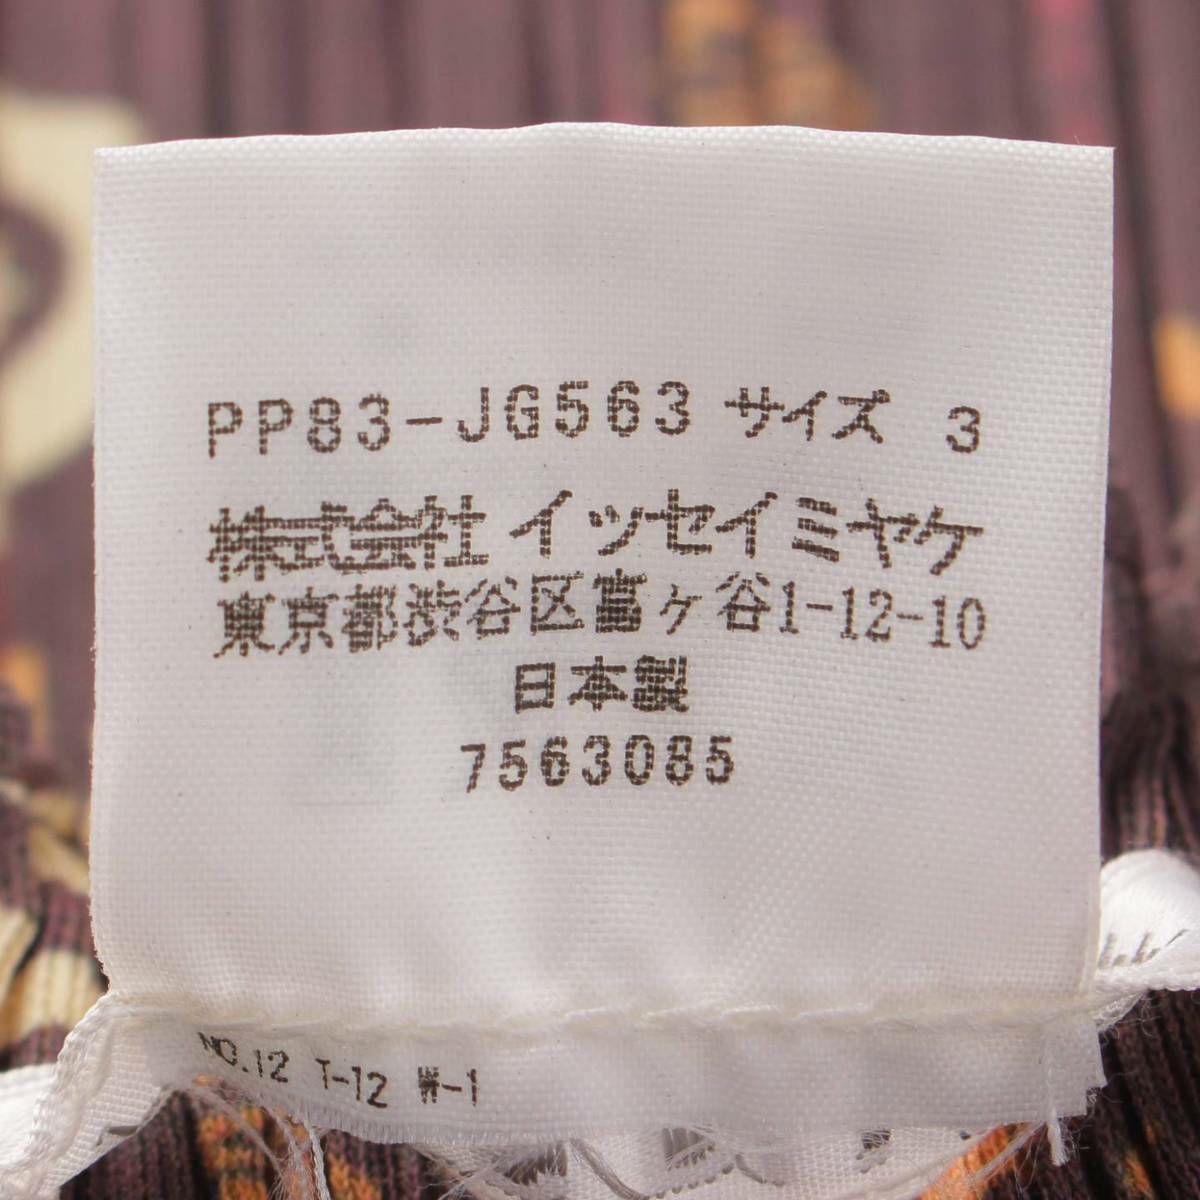 PP83-JG563 サイズ 3
株式会社 イッセイミヤケ
東京都渋谷区富ヶ谷1-12-10
日本製
7563085
NO.12 T-12 W-1